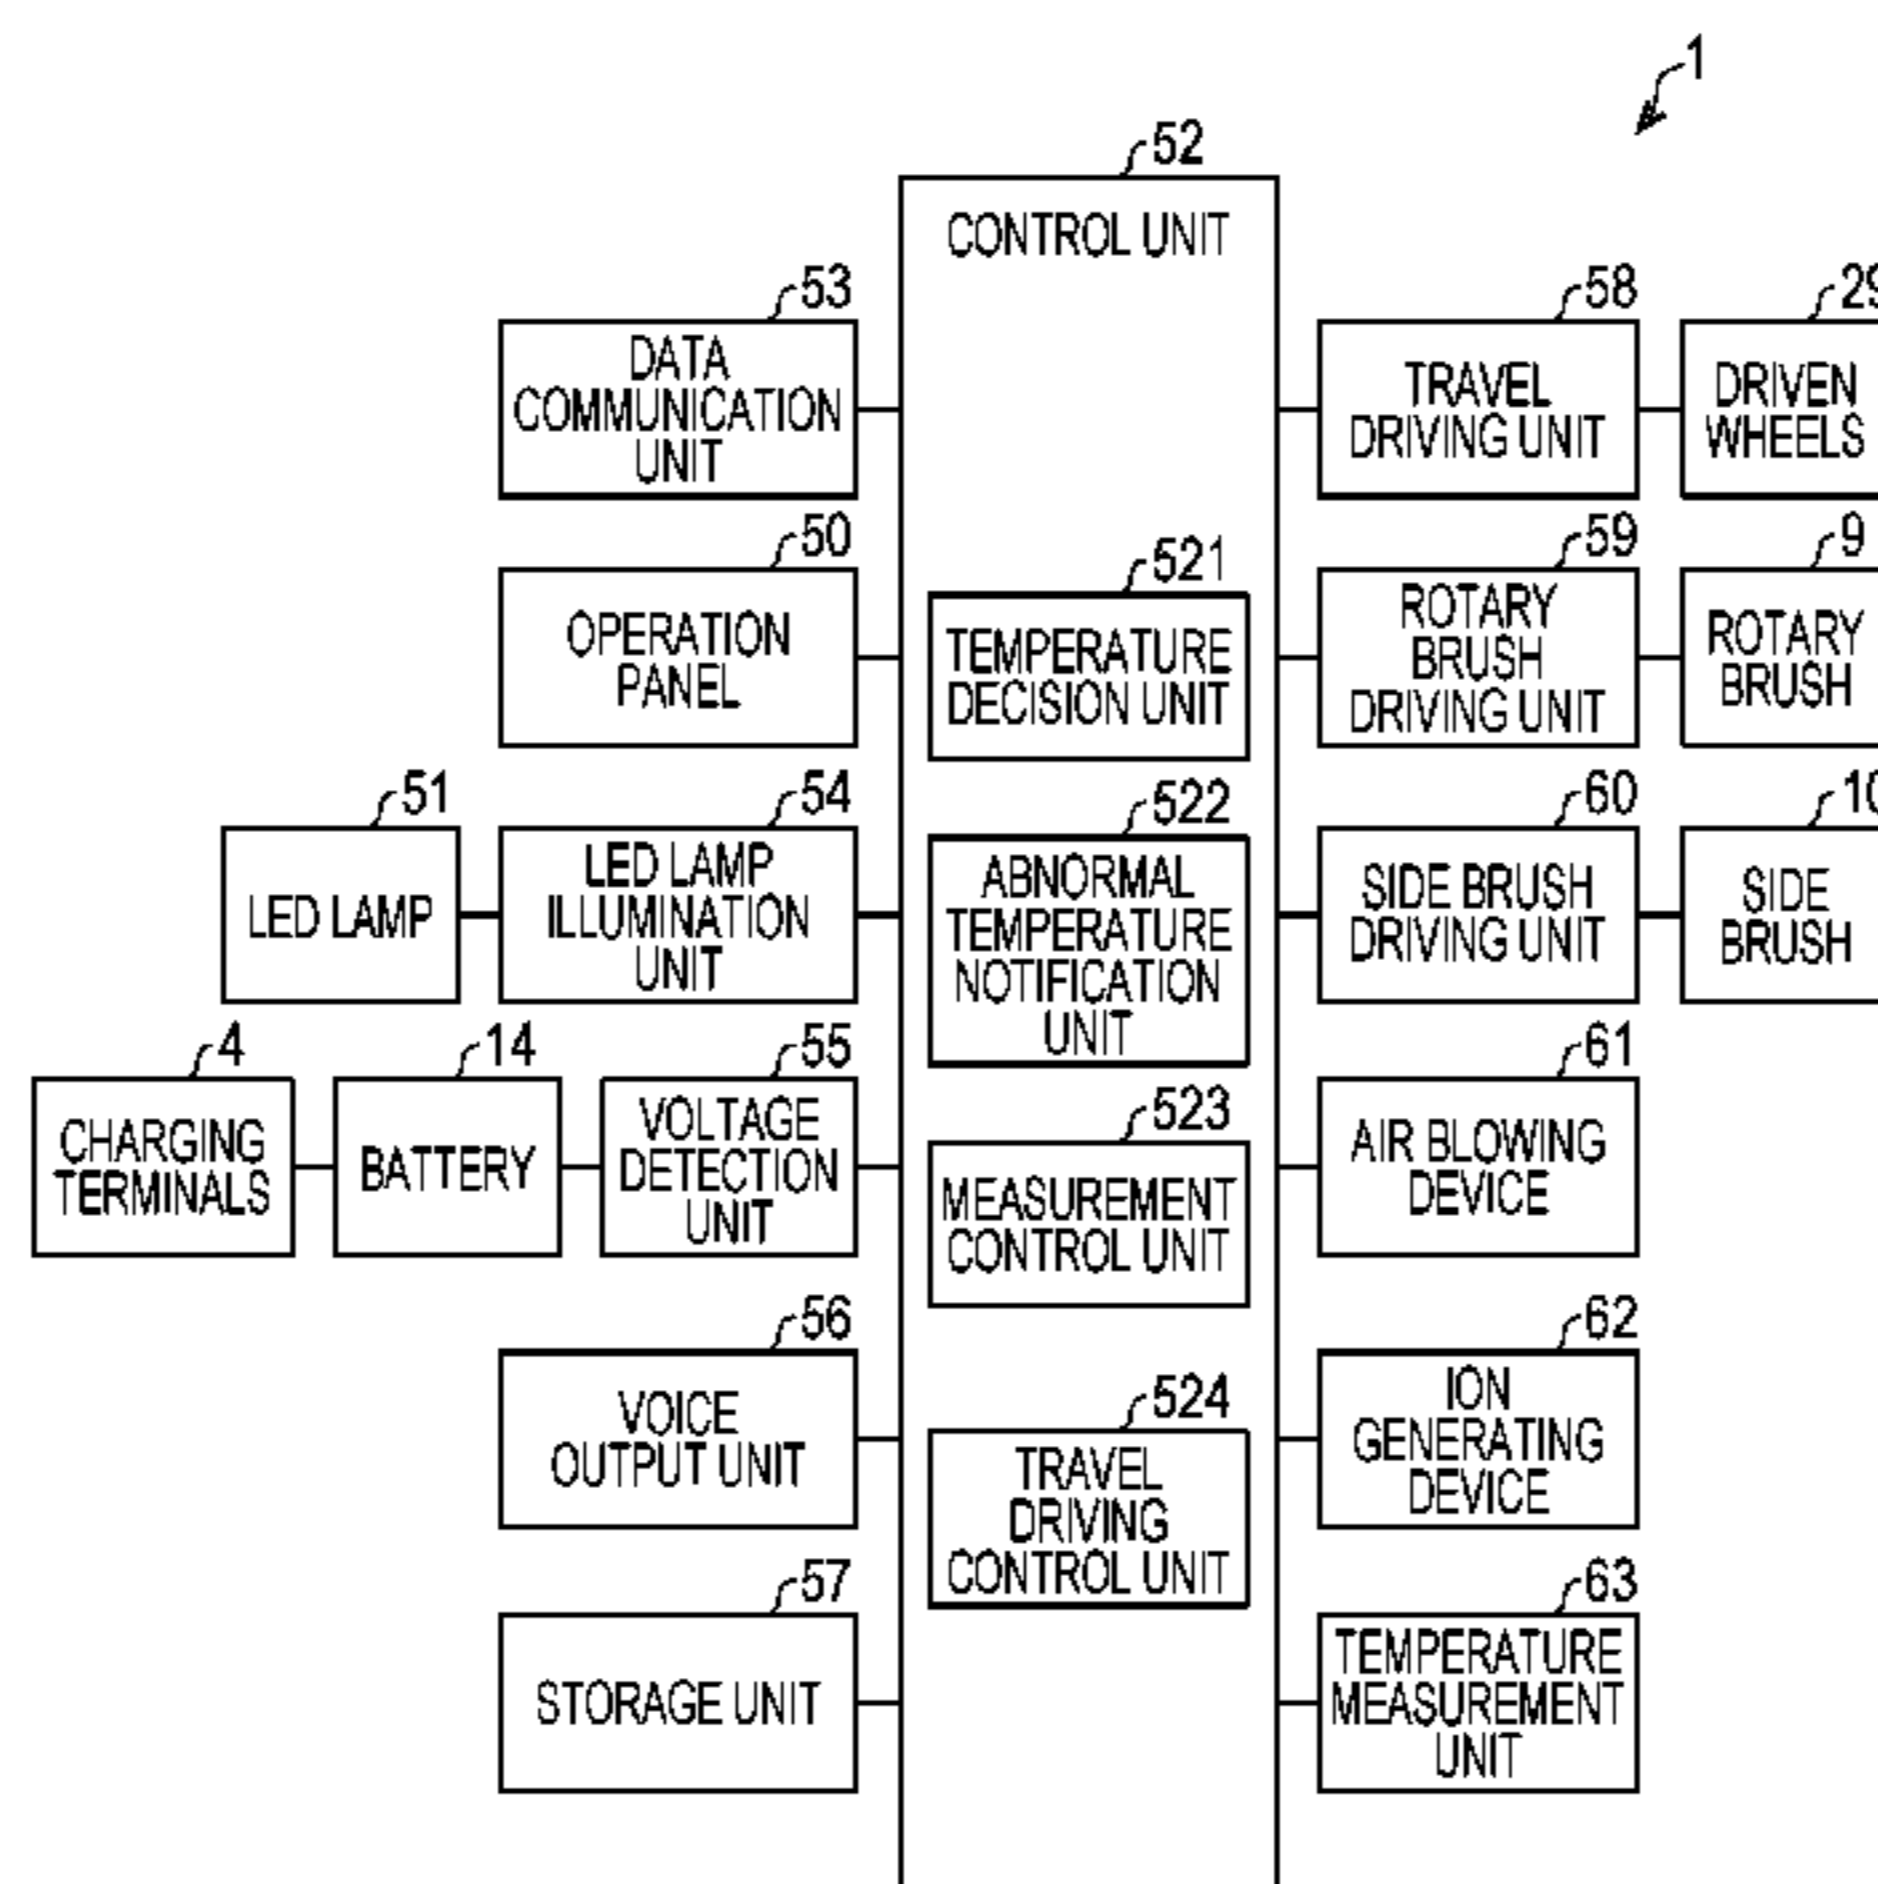 1
52
CONTROL UNIT
53
DATA
COMMUNICATION
UNIT
58
TRAVEL
DRIVING UNIT
29
DRIVEN
WHEELS
50
OPERATION
PANEL
521
TEMPERATURE
DECISION UNIT
59
ROTARY
BRUSH
DRIVING UNIT
9
ROTARY
BRUSH
51
LED LAMP
54
LED LAMP
ILLUMINATION
UNIT
522
ABNORMAL
TEMPERATURE
NOTIFICATION
UNIT
60
SIDE BRUSH
DRIVING UNIT
10
SIDE
BRUSH
4
CHARGING
TERMINALS
14
BATTERY
55
VOLTAGE
DETECTION
UNIT
523
MEASUREMENT
CONTROL UNIT
61
AIR BLOWING
DEVICE
56
VOICE
OUTPUT UNIT
524
TRAVEL
DRIVING
CONTROL UNIT
62
ION
GENERATING
DEVICE
57
STORAGE UNIT
63
TEMPERATURE
MEASUREMENT
UNIT